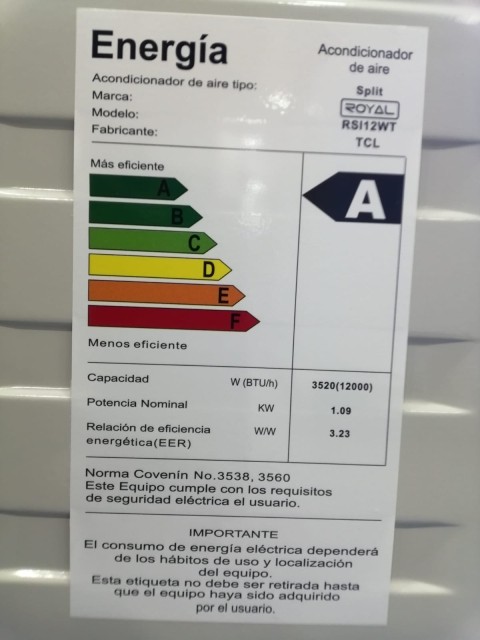 Energía
Acondicionador
de aire
Acondicionador de aire tipo: Split
Marca: ROYAL
Modelo: RSI12WT
Fabricante: TCL
Más eficiente
A
A
B
C
D
E
F
Menos eficiente
Capacidad W (BTU/h) 3520(12000)
Potencia Nominal KW 1.09
Relación de eficiencia W/W 3.23
energética(EER)
Norma Covenín No.3538, 3560
Este Equipo cumple con los requisitos
de seguridad eléctrica el usuario.
IMPORTANTE
El consumo de energía eléctrica dependerá
de los hábitos de uso y localización
del equipo.
Esta etiqueta no debe ser retirada hasta
que el equipo haya sido adquirido
por el usuario.